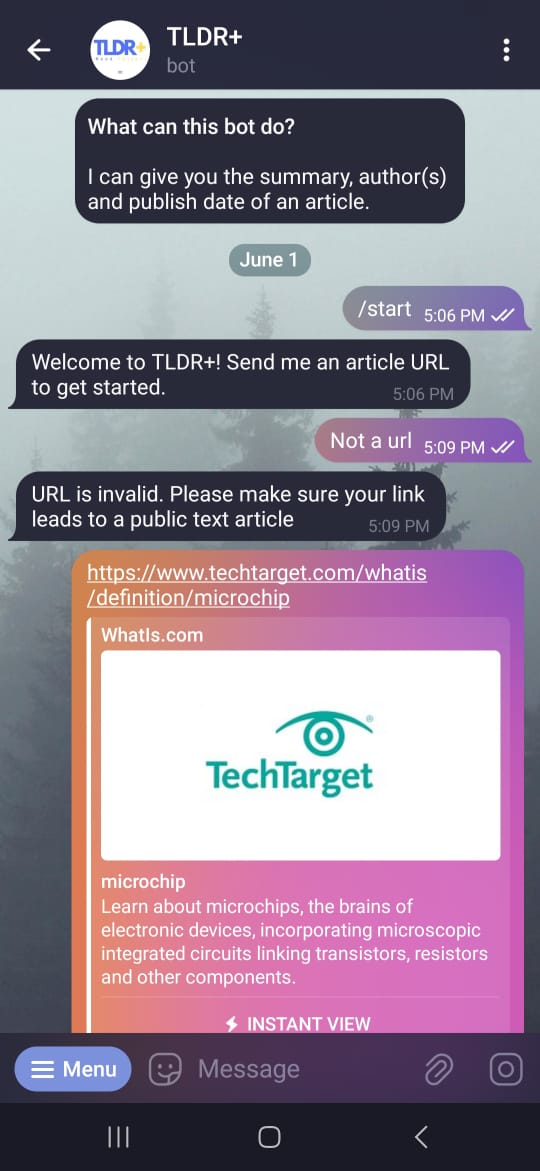 TLDR+
TLDR+
bot
What can this bot do?
I can give you the summary, author(s)
and publish date of an article.
June 1
/start 5:06 PM
Welcome to TLDR+! Send me an article URL
to get started.
5:06 PM
Not a url 5:09 PM
URL is invalid. Please make sure your link
leads to a public text article
5:09 PM
https://www.techtarget.com/whatis
/definition/microchip
WhatIs.com
TechTarget
®
microchip
Learn about microchips, the brains of
electronic devices, incorporating microscopic
integrated circuits linking transistors, resistors
and other components.
INSTANT VIEW
Menu
Message